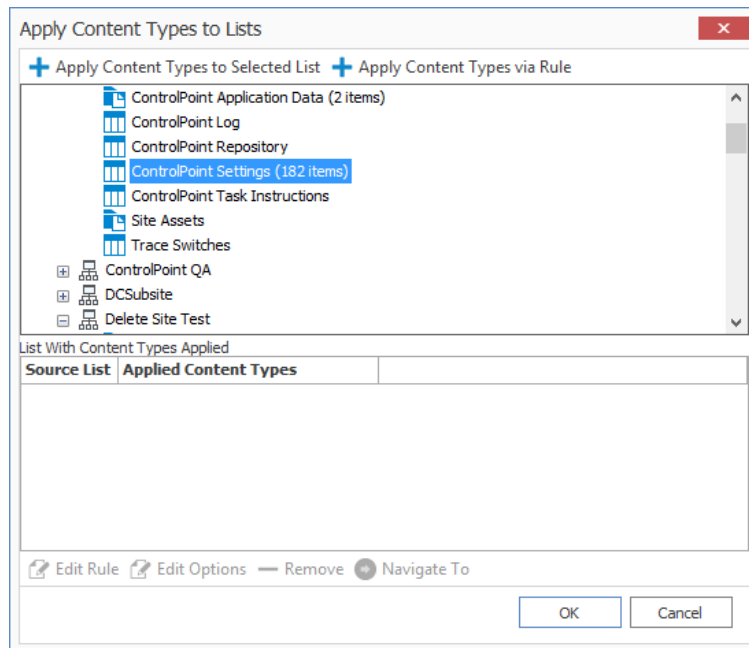 Apply Content Types to Lists
Apply Content Types to Selected List Apply Content Types via Rule
ControlPoint Application Data (2 items)
ControlPoint Log
ControlPoint Repository
ControlPoint Settings (182 items)
ControlPoint Task Instructions
Site Assets
Trace Switches
ControlPoint QA
DCSubsite
Delete Site Test
List With Content Types Applied
Source List Applied Content Types
Edit Rule Edit Options Remove Navigate To
OK Cancel